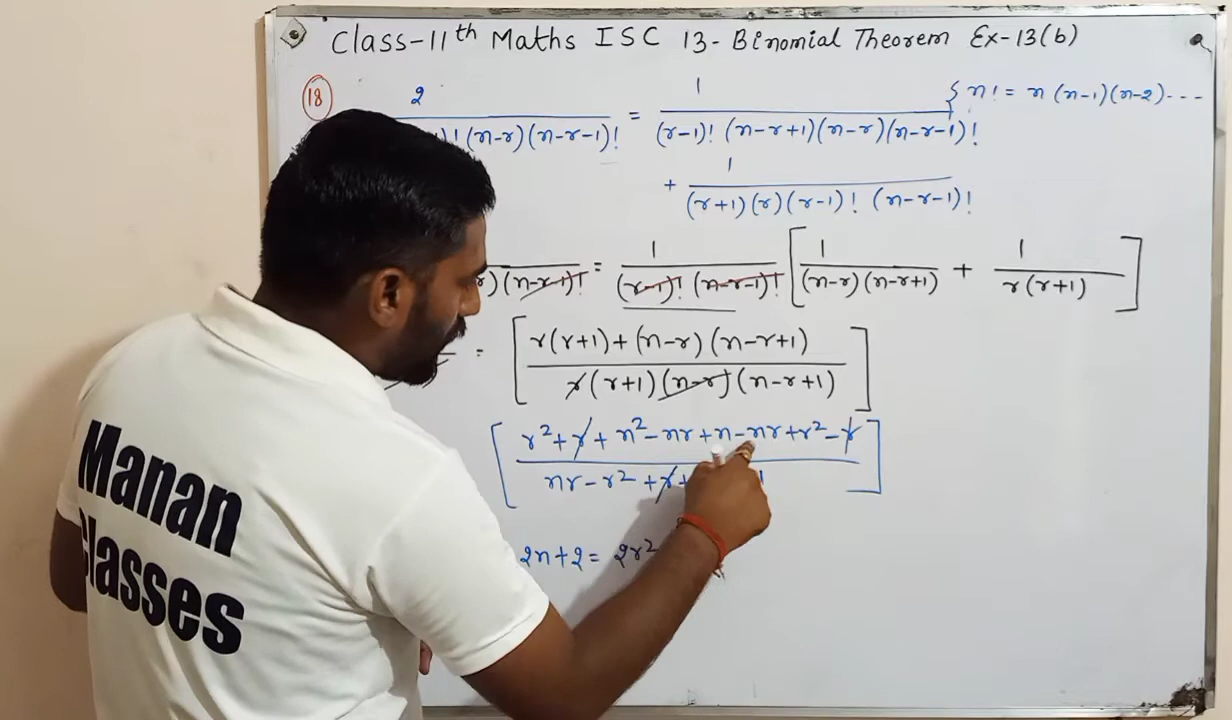 Class-11th Maths ISC 13- Binomial Theorem Ex-13(b)
18
2 / ! (n-r)(n-r-1)! = 1 / (r-1)! (n-r+1)(n-r)(n-r-1)! { n! = n(n-1)(n-2)---
+ 1 / (r+1)(r)(r-1)! (n-r-1)!
)(n-r-1)! = 1 / (r-1)! (n-r-1)! [ 1 / (n-r)(n-r+1) + 1 / r(r+1) ]
= [ r(r+1)+(n-r)(n-r+1) / r(r+1)(n-r)(n-r+1) ]
[ r²+r+n²-nr+n-nr+r²-r / nr-r²+r+ 1 ]
2n+2 = 2r²
Manan
Classes